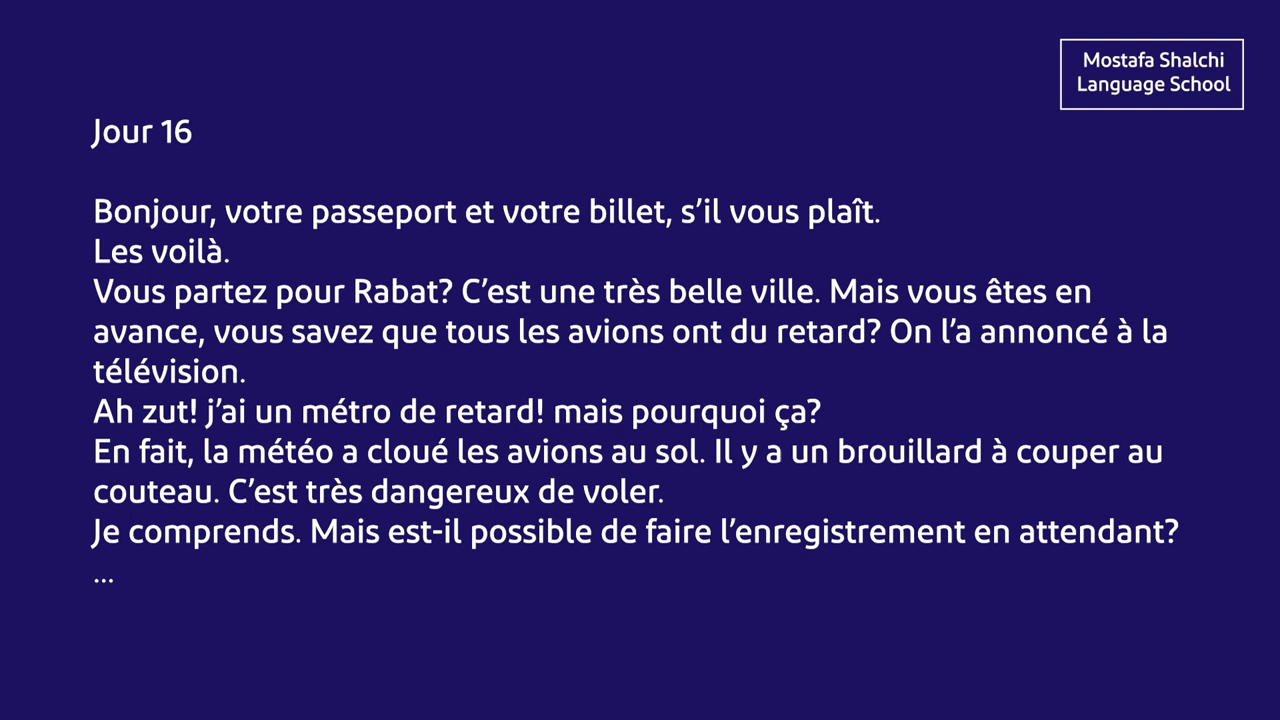 Mostafa Shalchi
Language School
Jour 16
Bonjour, votre passeport et votre billet, s’il vous plaît.
Les voilà.
Vous partez pour Rabat? C’est une très belle ville. Mais vous êtes en
avance, vous savez que tous les avions ont du retard? On l’a annoncé à la
télévision.
Ah zut! j’ai un métro de retard! mais pourquoi ça?
En fait, la météo a cloué les avions au sol. Il y a un brouillard à couper au
couteau. C’est très dangereux de voler.
Je comprends. Mais est-il possible de faire l’enregistrement en attendant?
...